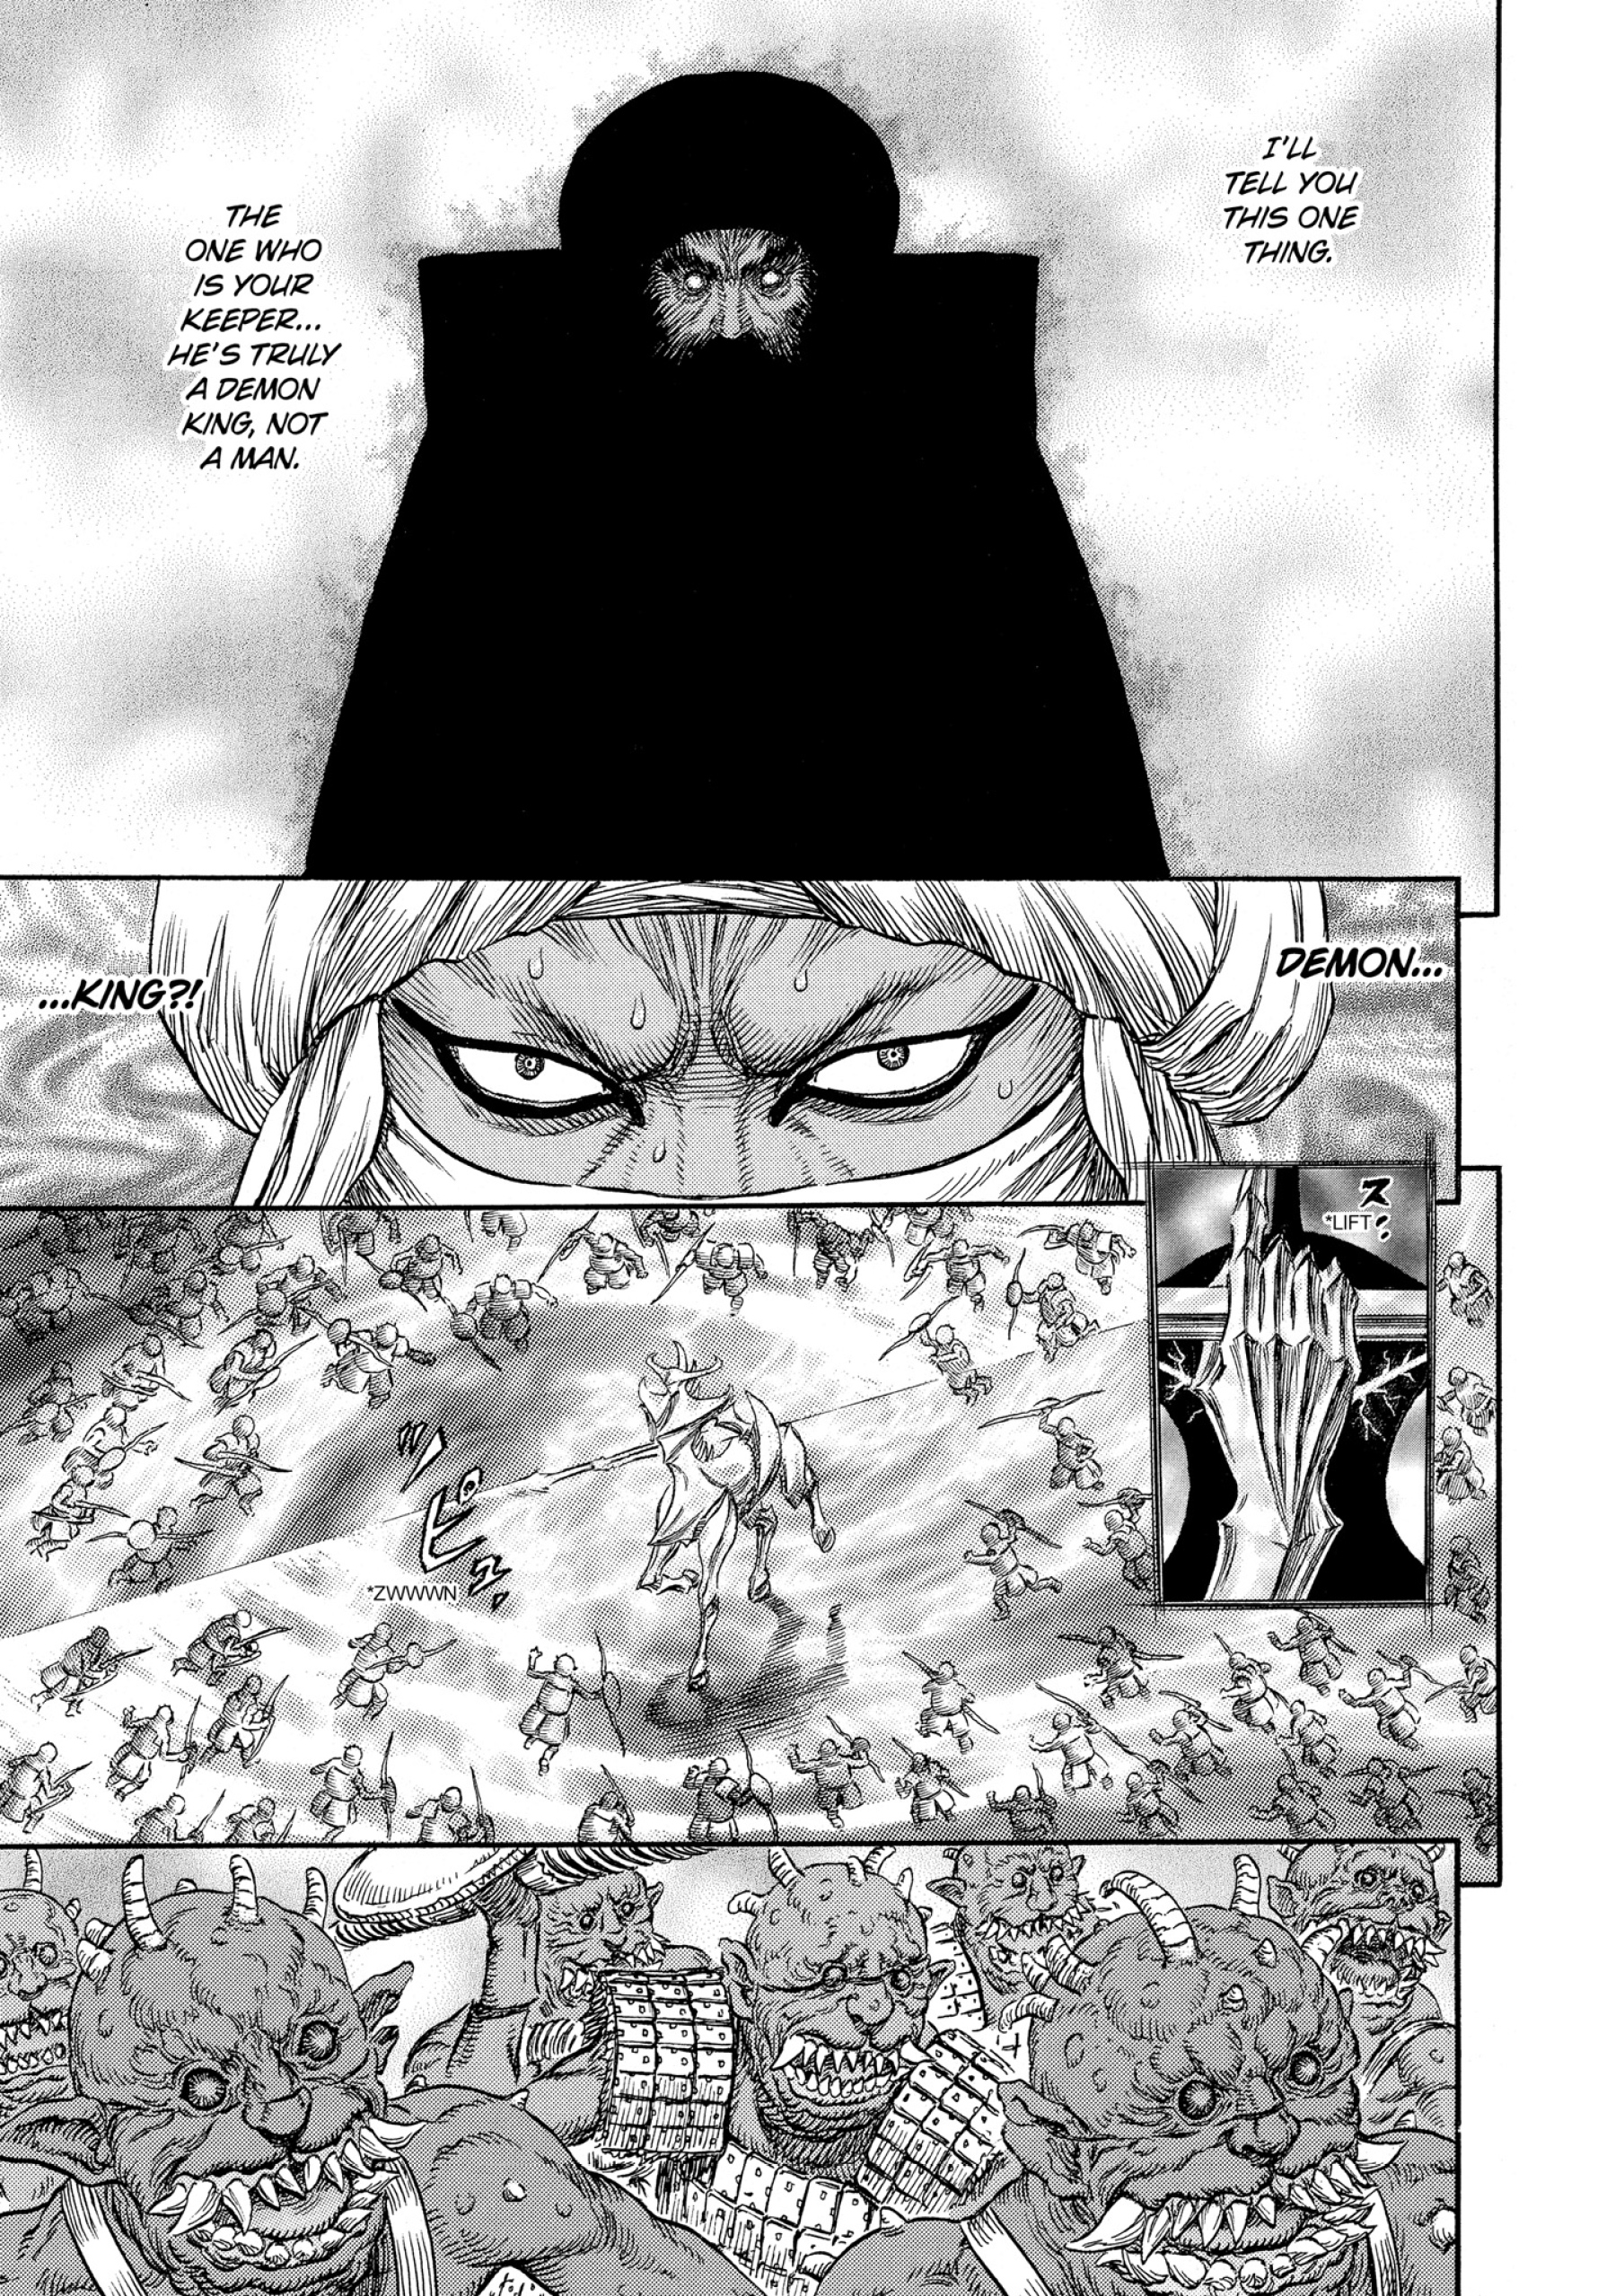 I'LL
TELL YOU
THIS ONE
THING.
THE
ONE WHO
IS YOUR
KEEPER...
HE'S TRULY
A DEMON
KING, NOT
A MAN.
DEMON...
...KING?!
ス
*LIFT
ピュ
*ZWWWN